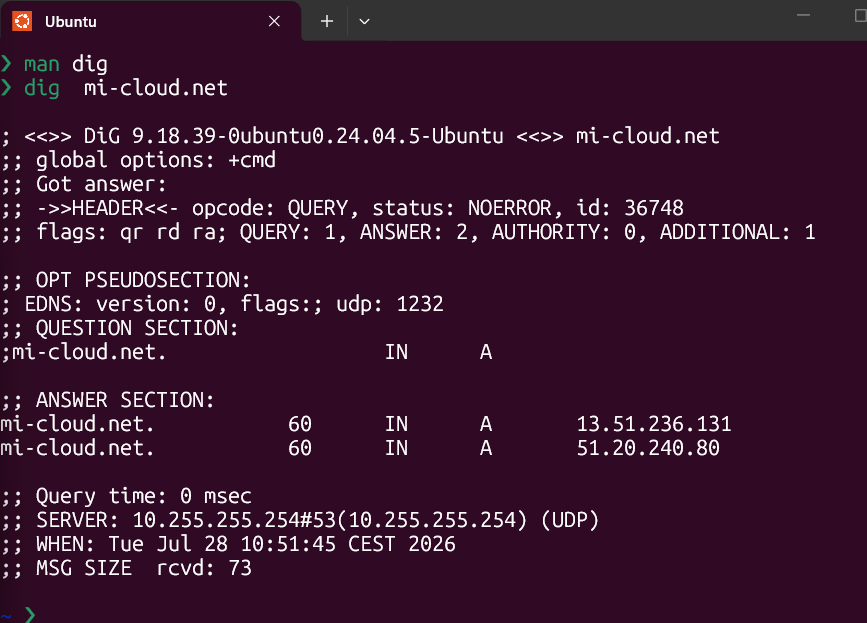 Ubuntu
❯ man dig
❯ dig  mi-cloud.net
; <<>> DiG 9.18.39-0ubuntu0.24.04.5-Ubuntu <<>> mi-cloud.net
;; global options: +cmd
;; Got answer:
;; ->>HEADER<<- opcode: QUERY, status: NOERROR, id: 36748
;; flags: qr rd ra; QUERY: 1, ANSWER: 2, AUTHORITY: 0, ADDITIONAL: 1
;; OPT PSEUDOSECTION:
; EDNS: version: 0, flags:; udp: 1232
;; QUESTION SECTION:
;mi-cloud.net. IN A
;; ANSWER SECTION:
mi-cloud.net. 60 IN A 13.51.236.131
mi-cloud.net. 60 IN A 51.20.240.80
;; Query time: 0 msec
;; SERVER: 10.255.255.254#53(10.255.255.254) (UDP)
;; WHEN: Tue Jul 28 10:51:45 CEST 2026
;; MSG SIZE  rcvd: 73
~ ❯